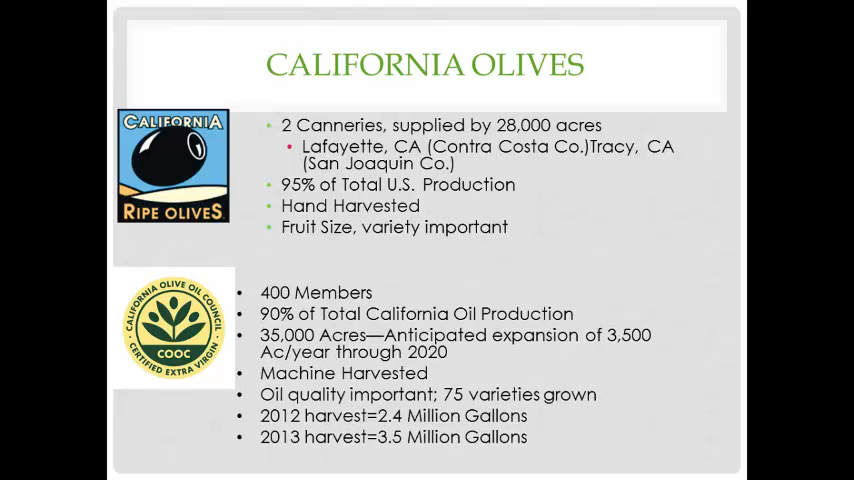 CALIFORNIA OLIVES
CALIFORNIA
RIPE OLIVES
• 2 Canneries, supplied by 28,000 acres
• Lafayette, CA (Contra Costa Co.)Tracy, CA
(San Joaquin Co.)
• 95% of Total U.S. Production
• Hand Harvested
• Fruit Size, variety important
CALIFORNIA OLIVE OIL COUNCIL
COOC
CERTIFIED EXTRA VIRGIN
• 400 Members
• 90% of Total California Oil Production
• 35,000 Acres—Anticipated expansion of 3,500
Ac/year through 2020
• Machine Harvested
• Oil quality important; 75 varieties grown
• 2012 harvest=2.4 Million Gallons
• 2013 harvest=3.5 Million Gallons